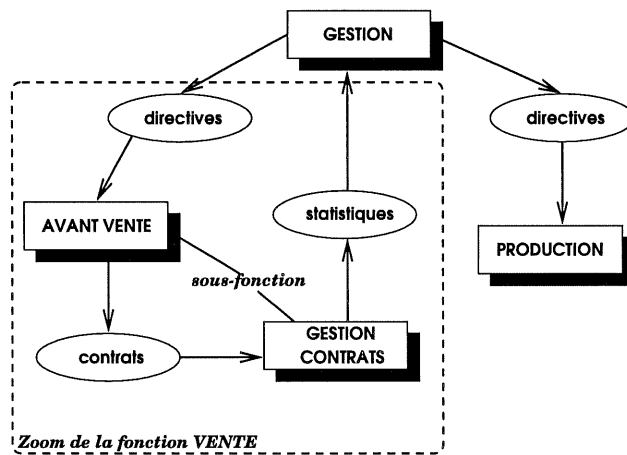 GESTION
directives
directives
AVANT VENTE
statistiques
PRODUCTION
sous-fonction
GESTION
CONTRATS
contrats
Zoom de la fonction VENTE